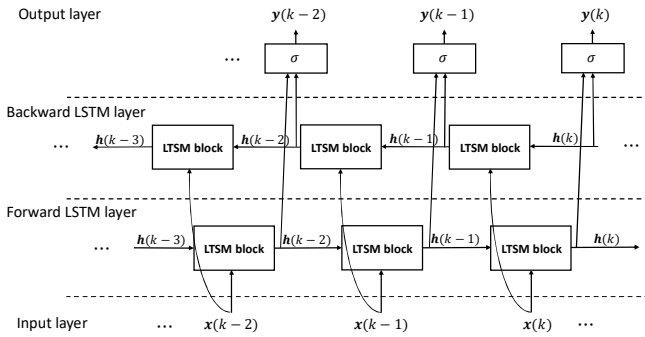 Output layer
y(k−2) y(k−1) y(k)
... σ σ σ
Backward LSTM layer
... h(k−3) LTSM block h(k−2) LTSM block h(k−1) LTSM block h(k) ...
Forward LSTM layer
... h(k−3) LTSM block h(k−2) LTSM block h(k−1) LTSM block h(k)
Input layer ... x(k−2) x(k−1) x(k) ...